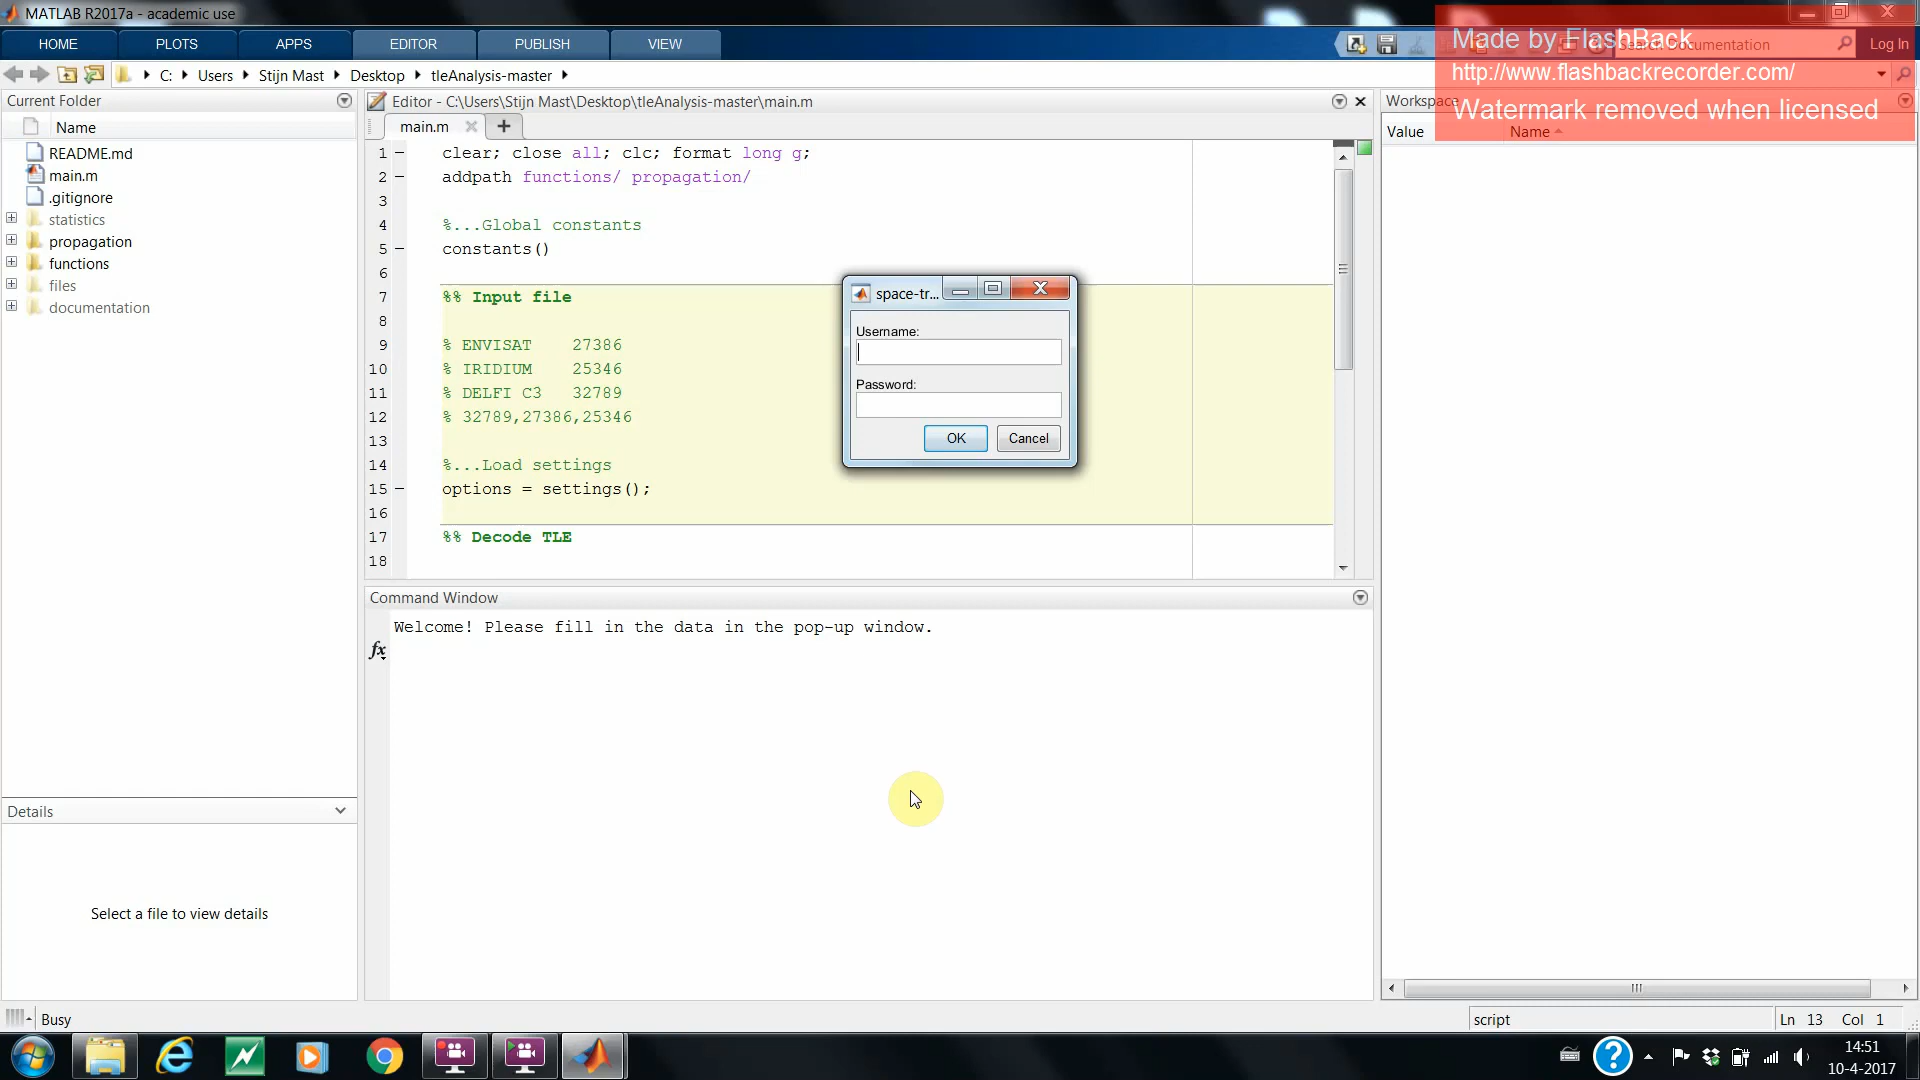 MATLAB R2017a - academic use
HOME PLOTS APPS EDITOR PUBLISH VIEW
Documentation
Log In
Made by FlashBack
http://www.flashbackrecorder.com/
Watermark removed when licensed
C: Users Stijn Mast Desktop tleAnalysis-master
Current Folder
Name
README.md
main.m
.gitignore
statistics
propagation
functions
files
documentation
Details
Select a file to view details
Editor - C:\Users\Stijn Mast\Desktop\tleAnalysis-master\main.m
main.m
1 clear; close all; clc; format long g;
2 addpath functions/ propagation/
3
4 %...Global constants
5 constants()
6
7 %% Input file
8
9 % ENVISAT 27386
10 % IRIDIUM 25346
11 % DELFI C3 32789
12 % 32789,27386,25346
13
14 %...Load settings
15 options = settings();
16
17 %% Decode TLE
18
space-tr...
Username:
Password:
OK Cancel
Command Window
Welcome! Please fill in the data in the pop-up window.
fx
Workspace
Value Name
Busy
script
Ln 13 Col 1
14:51
10-4-2017